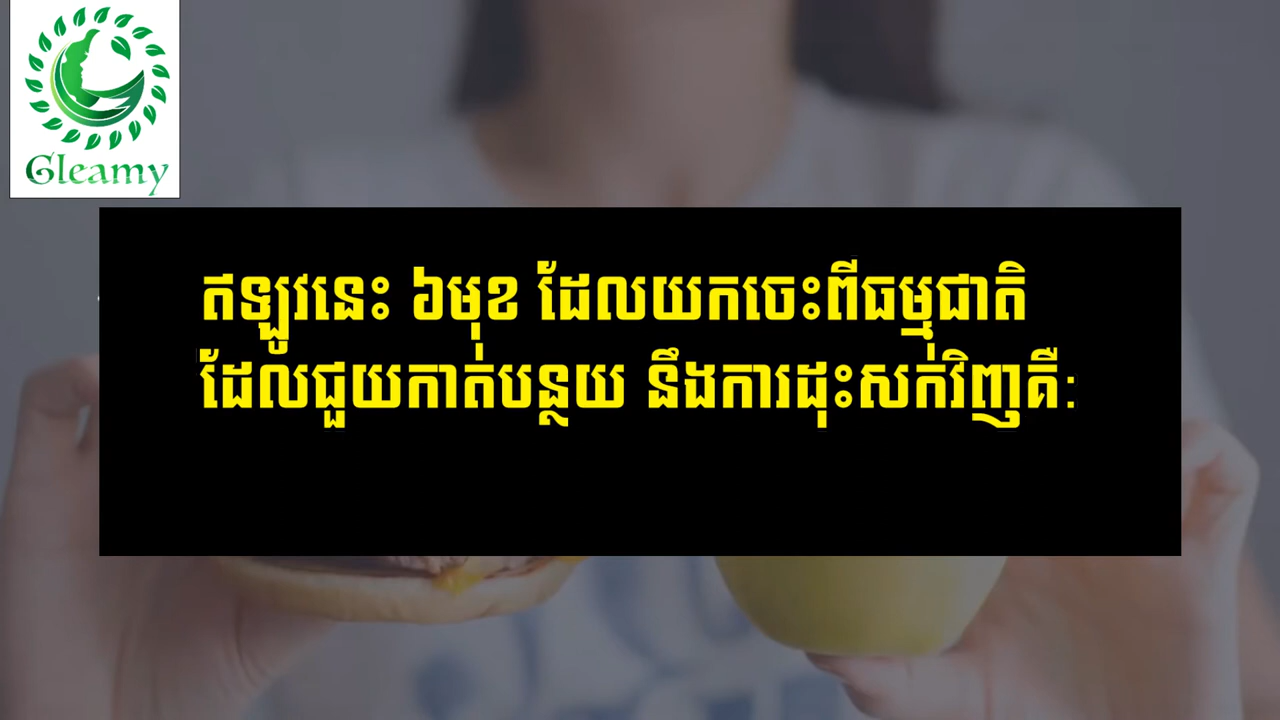 Gleamy
ឥឡូវនេះ ៦មុខ ដែលយកចេះពីធម្មជាតិ
ដែលជួយកាត់បន្ថយ នឹងការដុះសក់វិញគឺៈ